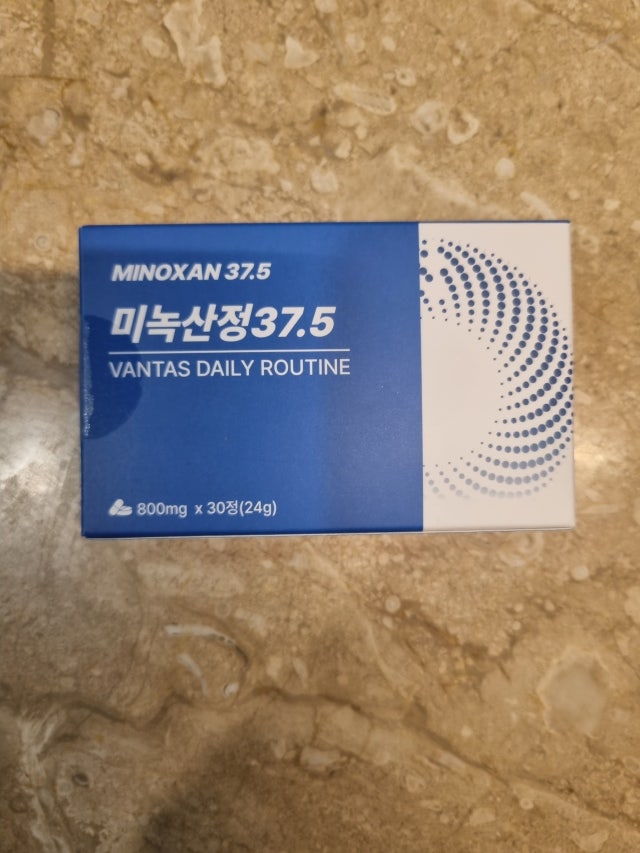 MINOXAN 37.5
미녹산정37.5
VANTAS DAILY ROUTINE
800mg x 30정(24g)